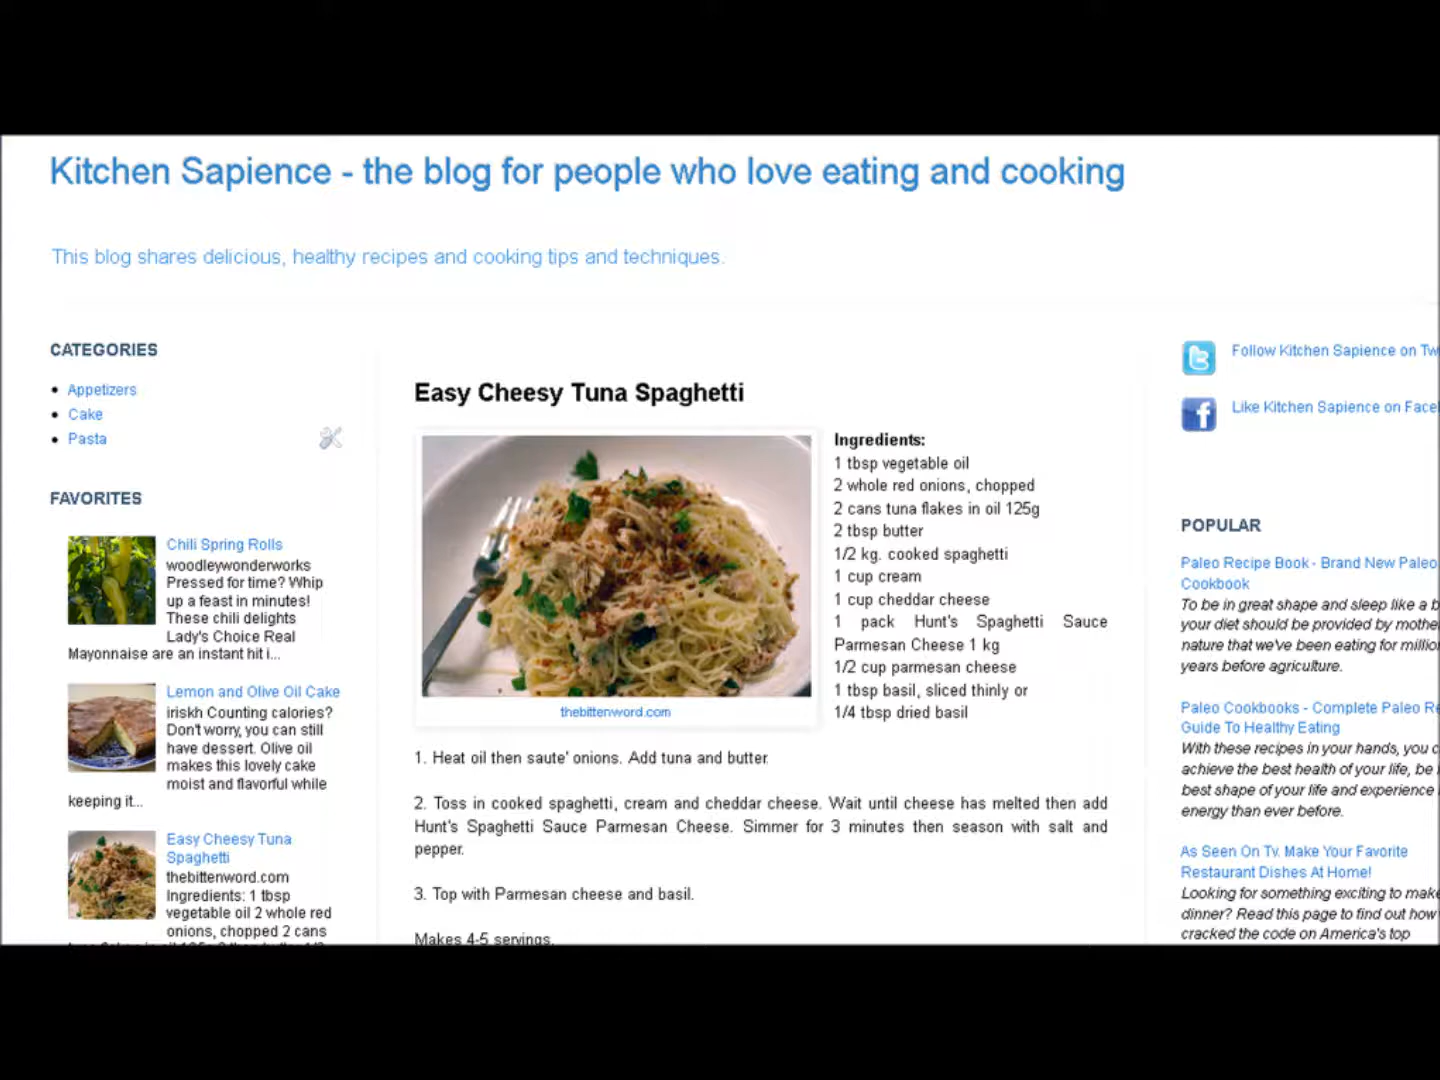 Kitchen Sapience - the blog for people who love eating and cooking
This blog shares delicious, healthy recipes and cooking tips and techniques.
CATEGORIES
Appetizers
Cake
Pasta
FAVORITES
Chili Spring Rolls
woodleywonderworks
Pressed for time? Whip
up a feast in minutes!
These chili delights
Lady's Choice Real
Mayonnaise are an instant hit i...
Lemon and Olive Oil Cake
iriskh Counting calories?
Don't worry, you can still
have dessert. Olive oil
makes this lovely cake
moist and flavorful while
keeping it...
Easy Cheesy Tuna
Spaghetti
thebittenword.com
Ingredients: 1 tbsp
vegetable oil 2 whole red
onions, chopped 2 cans
Easy Cheesy Tuna Spaghetti
thebittenword.com
Ingredients:
1 tbsp vegetable oil
2 whole red onions, chopped
2 cans tuna flakes in oil 125g
2 tbsp butter
1/2 kg. cooked spaghetti
1 cup cream
1 cup cheddar cheese
1 pack Hunt's Spaghetti Sauce
Parmesan Cheese 1 kg
1/2 cup parmesan cheese
1 tbsp basil, sliced thinly or
1/4 tbsp dried basil
1. Heat oil then saute' onions. Add tuna and butter.
2. Toss in cooked spaghetti, cream and cheddar cheese. Wait until cheese has melted then add
Hunt's Spaghetti Sauce Parmesan Cheese. Simmer for 3 minutes then season with salt and
pepper.
3. Top with Parmesan cheese and basil.
Makes 4-5 servings.
Follow Kitchen Sapience on Tw
Like Kitchen Sapience on Face
POPULAR
Paleo Recipe Book - Brand New Paleo
Cookbook
To be in great shape and sleep like a b
your diet should be provided by mothe
nature that we've been eating for millio
years before agriculture.
Paleo Cookbooks - Complete Paleo Re
Guide To Healthy Eating
With these recipes in your hands, you c
achieve the best health of your life, be
best shape of your life and experience
energy than ever before.
As Seen On Tv. Make Your Favorite
Restaurant Dishes At Home!
Looking for something exciting to make
dinner? Read this page to find out how
cracked the code on America's top